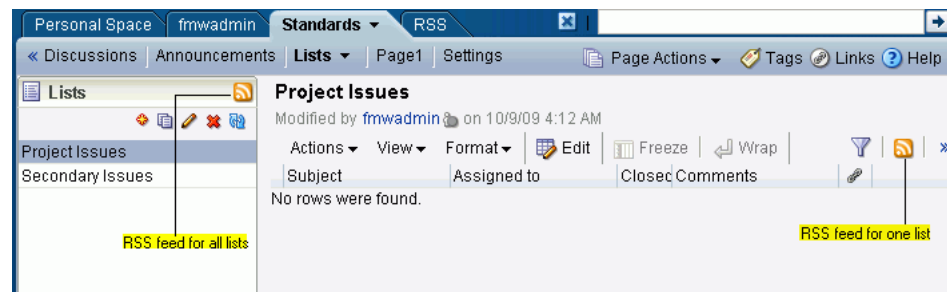 Personal Space fmwadmin Standards RSS
« Discussions Announcements Lists Page1 Settings Page Actions Tags Links Help
Lists
Project Issues
Modified by fmwadmin on 10/9/09 4:12 AM
Actions View Format Edit Freeze Wrap »
Project Issues
Secondary Issues
Subject Assigned to Closed Comments
No rows were found.
RSS feed for all lists
RSS feed for one list